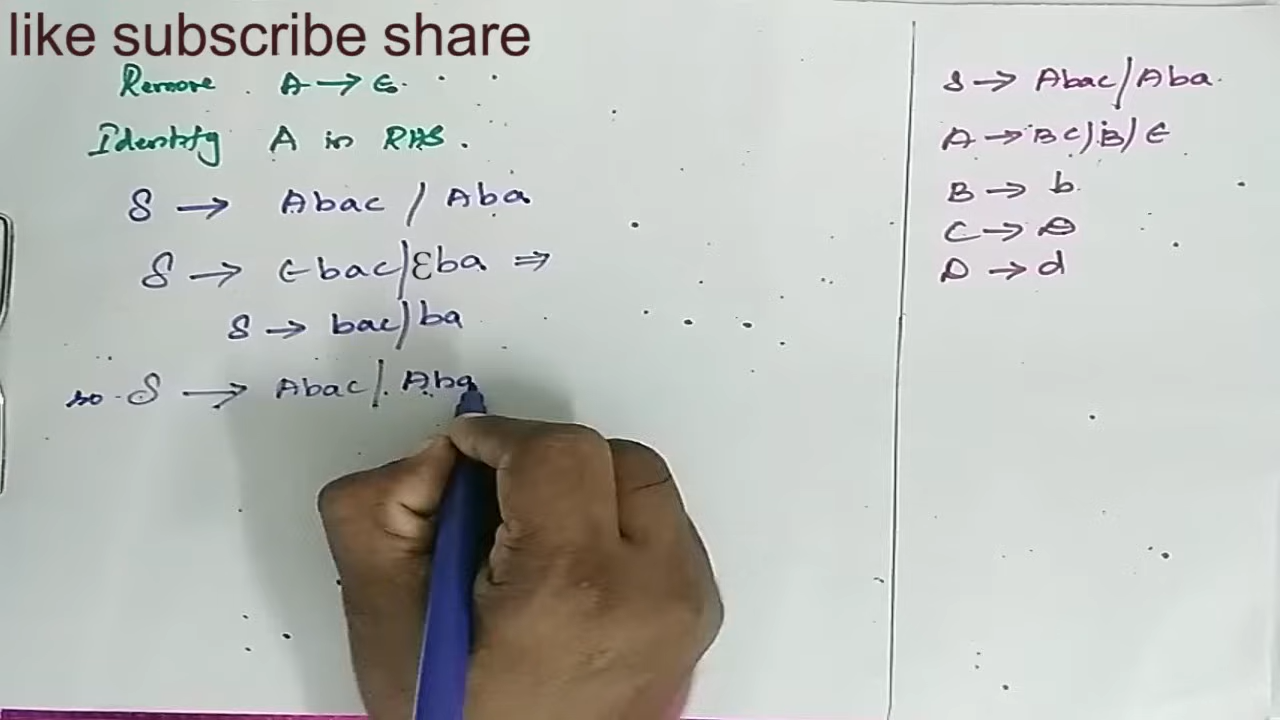 like subscribe share
Remove A → ϵ.
Identify A in RHS.
S → Abac / Aba
S → ϵbac / εba ⇒
S → bac / ba
so S → Abac / Aba
S → Abac / Aba
A → BC / B / ϵ
B → b
C → D
D → d